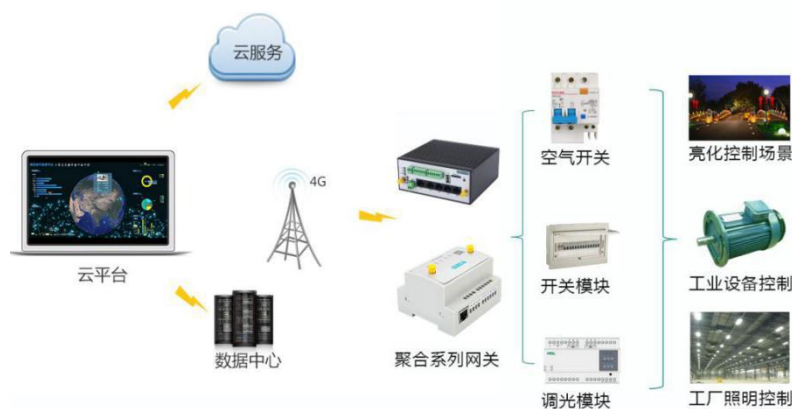 云服务
4G
云平台
数据中心
聚合系列网关
空气开关
开关模块
调光模块
亮化控制场景
工业设备控制
工厂照明控制